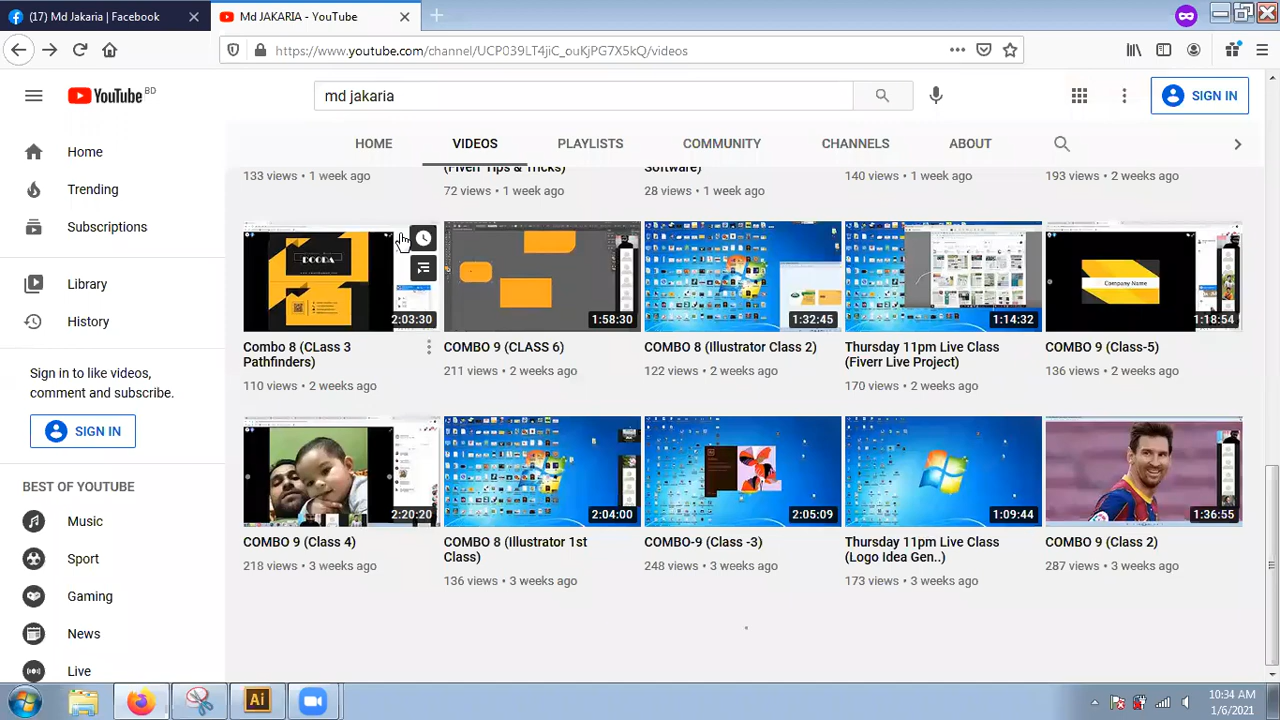 (17) Md Jakaria | Facebook
Md JAKARIA - YouTube
https://www.youtube.com/channel/UCP039LT4jiC_ouKjPG7X5kQ/videos
YouTube BD
md jakaria
SIGN IN
HOME
VIDEOS
PLAYLISTS
COMMUNITY
CHANNELS
ABOUT
Home
Trending
Subscriptions
Library
History
Sign in to like videos,
comment and subscribe.
SIGN IN
BEST OF YOUTUBE
Music
Sport
Gaming
News
Live
133 views • 1 week ago
(Fiverr Tips & Tricks)
72 views • 1 week ago
Software)
28 views • 1 week ago
140 views • 1 week ago
193 views • 2 weeks ago
DOODA
2:03:30
Combo 8 (CLass 3
Pathfinders)
110 views • 2 weeks ago
1:58:30
COMBO 9 (CLASS 6)
211 views • 2 weeks ago
1:32:45
COMBO 8 (Illustrator Class 2)
122 views • 2 weeks ago
1:14:32
Thursday 11pm Live Class
(Fiverr Live Project)
170 views • 2 weeks ago
Company Name
1:18:54
COMBO 9 (Class-5)
136 views • 2 weeks ago
2:20:20
COMBO 9 (Class 4)
218 views • 3 weeks ago
2:04:00
COMBO 8 (Illustrator 1st
Class)
136 views • 3 weeks ago
2:05:09
COMBO-9 (Class -3)
248 views • 3 weeks ago
1:09:44
Thursday 11pm Live Class
(Logo Idea Gen..)
173 views • 3 weeks ago
1:36:55
COMBO 9 (Class 2)
287 views • 3 weeks ago
Ai
10:34 AM
1/6/2021